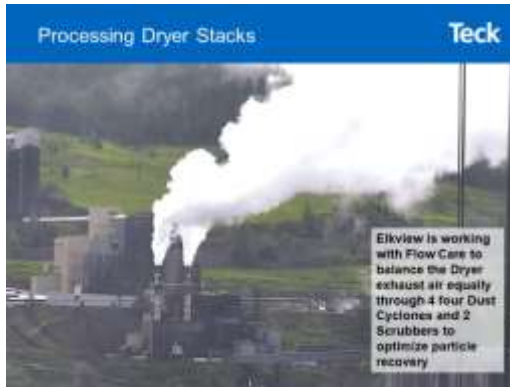 Processing Dryer Stacks
Teck
Elkview is working
with Flow Care to
balance the Dryer
exhaust air equally
through 4 four Dust
Cyclones and 2
Scrubbers to
optimize particle
recovery